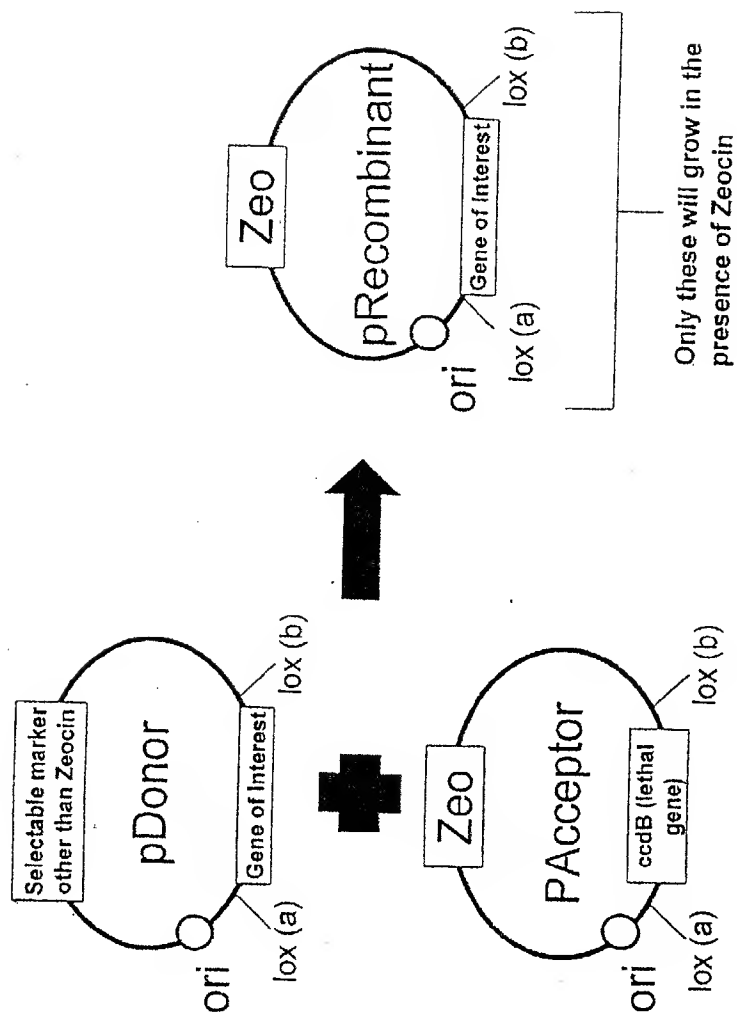 Selectable marker
other than Zeocin
pDonor
Gene of Interest
ori
lox (a)
lox (b)
Zeo
PAcceptor
ccdB (lethal
gene)
ori
lox (a)
lox (b)
Zeo
pRecombinant
Gene of Interest
ori
lox (a)
lox (b)
Only these will grow in the
presence of Zeocin